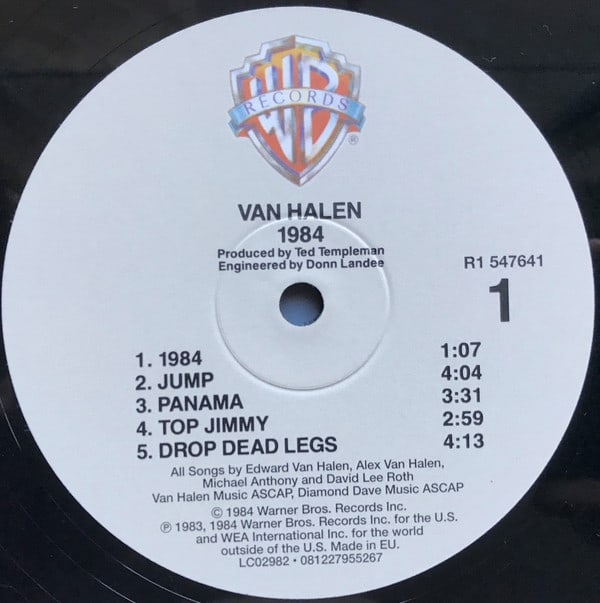 WB
RECORDS
®
VAN HALEN
1984
Produced by Ted Templeman
Engineered by Donn Landee
R1 547641
1
1. 1984 1:07
2. JUMP 4:04
3. PANAMA 3:31
4. TOP JIMMY 2:59
5. DROP DEAD LEGS 4:13
All Songs by Edward Van Halen, Alex Van Halen,
Michael Anthony and David Lee Roth
Van Halen Music ASCAP, Diamond Dave Music ASCAP
© 1984 Warner Bros. Records Inc.
℗ 1983, 1984 Warner Bros. Records Inc. for the U.S.
and WEA International Inc. for the world
outside of the U.S. Made in EU.
LC02982 • 081227955267